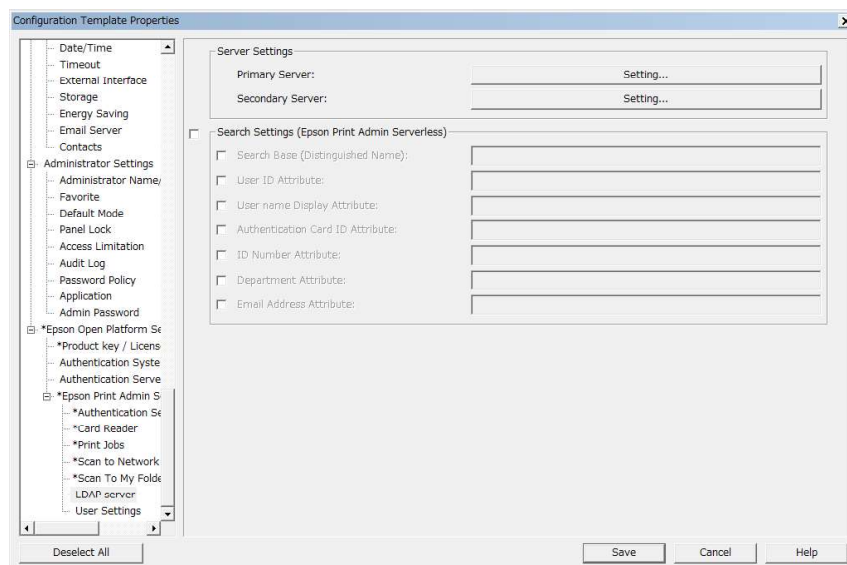 Configuration Template Properties
Date/Time
Timeout
External Interface
Storage
Energy Saving
Email Server
Contacts
Administrator Settings
Administrator Name/
Favorite
Default Mode
Panel Lock
Access Limitation
Audit Log
Password Policy
Application
Admin Password
*Epson Open Platform Se
*Product key / Licens
Authentication Syste
Authentication Serve
*Epson Print Admin S
*Authentication Se
*Card Reader
*Print Jobs
*Scan to Network
*Scan To My Folde
LDAP server
User Settings
Server Settings
Primary Server: Setting...
Secondary Server: Setting...
Search Settings (Epson Print Admin Serverless)
Search Base (Distinguished Name):
User ID Attribute:
User name Display Attribute:
Authentication Card ID Attribute:
ID Number Attribute:
Department Attribute:
Email Address Attribute:
Deselect All Save Cancel Help